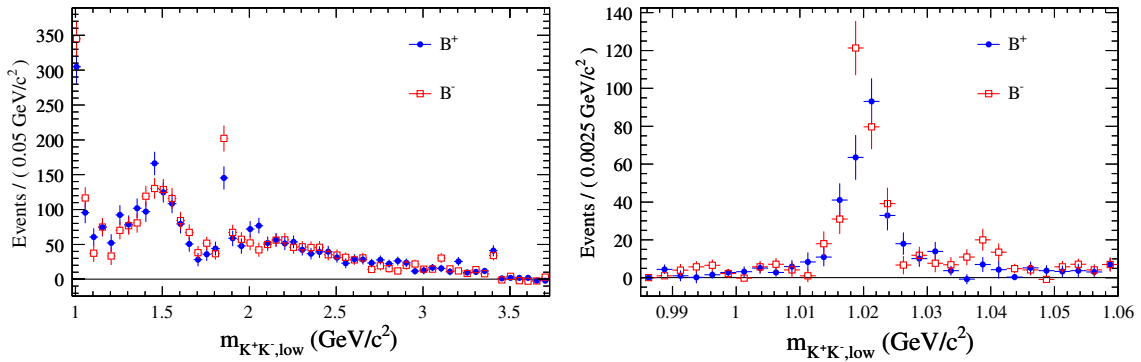 Events / ( 0.05 GeV/c²)
350
300
250
200
150
100
50
0
B⁺
B⁻
1 1.5 2 2.5 3 3.5
m_K⁺K⁻,low (GeV/c²)
Events / ( 0.0025 GeV/c²)
140
120
100
80
60
40
20
0
B⁺
B⁻
0.99 1 1.01 1.02 1.03 1.04 1.05 1.06
m_K⁺K⁻,low (GeV/c²)